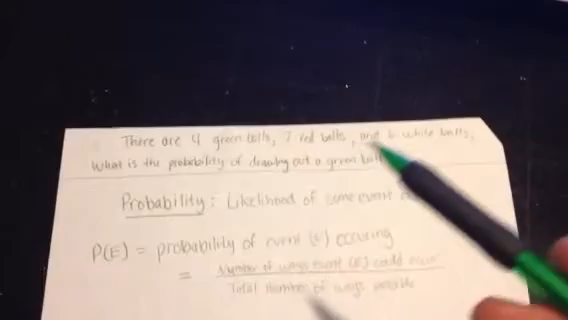 There are 4 green balls, 7 red balls, and 6 white balls.
What is the probability of drawing out a green ball
Probability: Likelihood of some event
P(E) = probability of event (E) occuring
= Number of ways event (E) could occur
Total number of ways possible